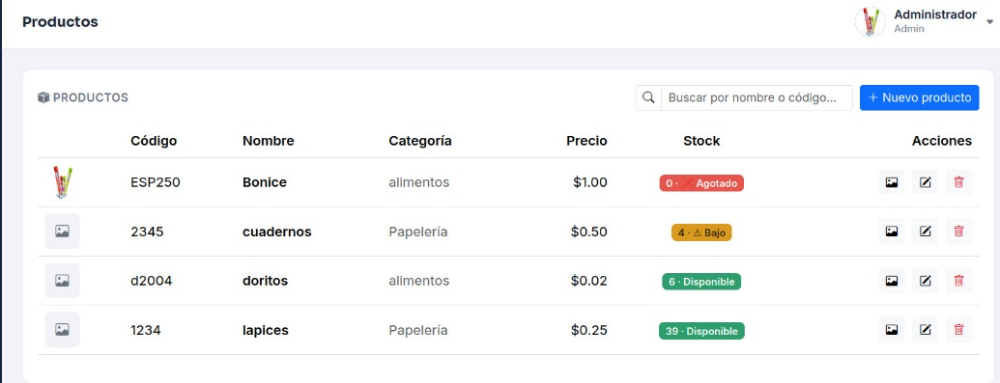 Productos
Administrador
Admin
PRODUCTOS
Buscar por nombre o código...
+ Nuevo producto
Código Nombre Categoría Precio Stock Acciones
ESP250 Bonice alimentos $1.00 0 · ❌ Agotado
2345 cuadernos Papelería $0.50 4 · ⚠ Bajo
d2004 doritos alimentos $0.02 6 · Disponible
1234 lapices Papelería $0.25 39 · Disponible